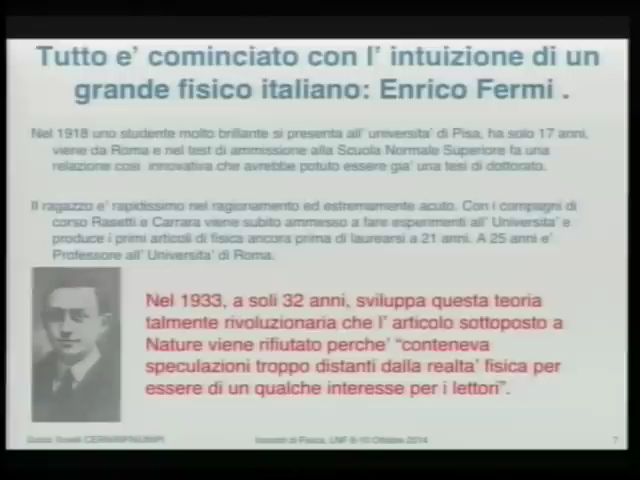 Tutto e' cominciato con l' intuizione di un
grande fisico italiano: Enrico Fermi .
Nel 1918 uno studente molto brillante si presenta all' universita' di Pisa, ha solo 17 anni,
viene da Roma e nel test di ammissione alla Scuola Normale Superiore fa una
relazione cosi innovativa che avrebbe potuto essere gia' una tesi di dottorato.
Il ragazzo e' rapidissimo nel ragionamento ed estremamente acuto. Con i compagni di
corso Rasetti e Carrara viene subito ammesso a fare esperimenti all' Universita' e
produce i primi articoli di fisica ancora prima di laurearsi a 21 anni. A 25 anni e'
Professore all' Universita' di Roma.
Nel 1933, a soli 32 anni, sviluppa questa teoria
talmente rivoluzionaria che l' articolo sottoposto a
Nature viene rifiutato perche' "conteneva
speculazioni troppo distanti dalla realta' fisica per
essere di un qualche interesse per i lettori".
Incontri di Fisica, LNF 8-10 Ottobre 2014
7